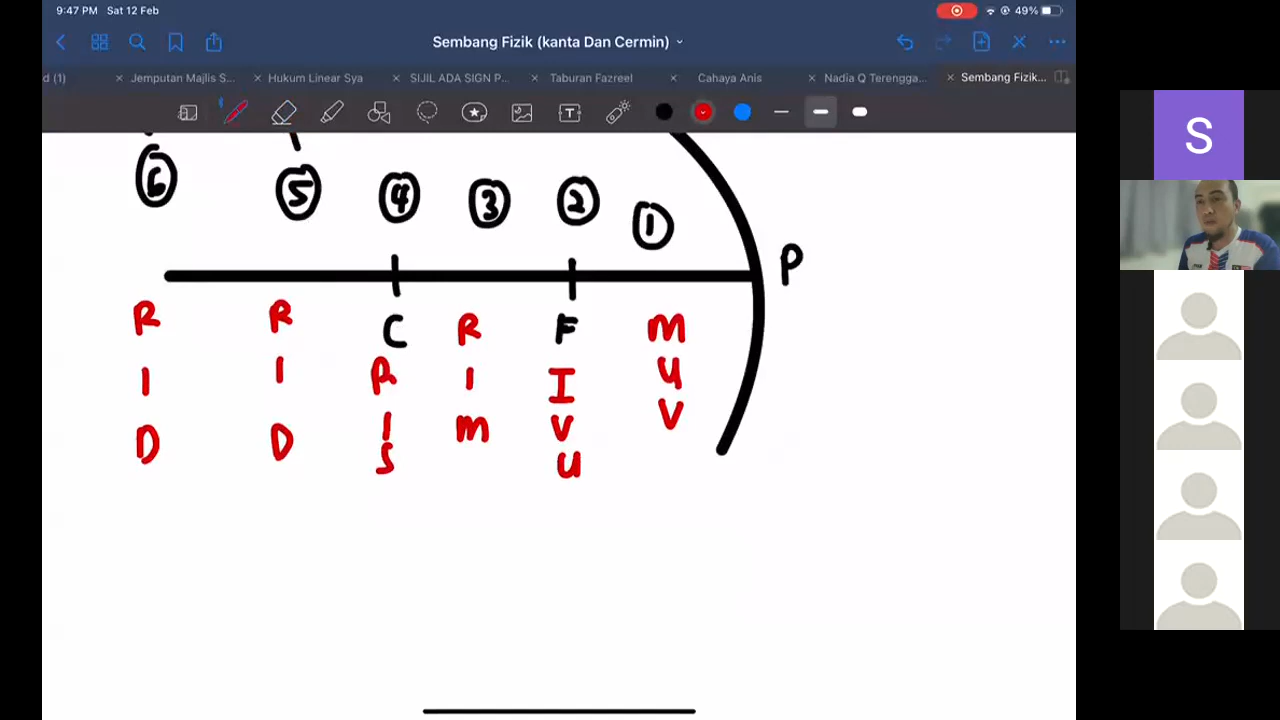 9:47 PM Sat 12 Feb
49%
Sembang Fizik (kanta Dan Cermin)
d (1)
Jemputan Majlis S...
Hukum Linear Sya
SIJIL ADA SIGN P...
Taburan Fazreel
Cahaya Anis
Nadia Q Terengga...
Sembang Fizik...
S
6 5 4 3 2 1
P
C F
R I D
R I D
R I S
R I m
I V U
m u V